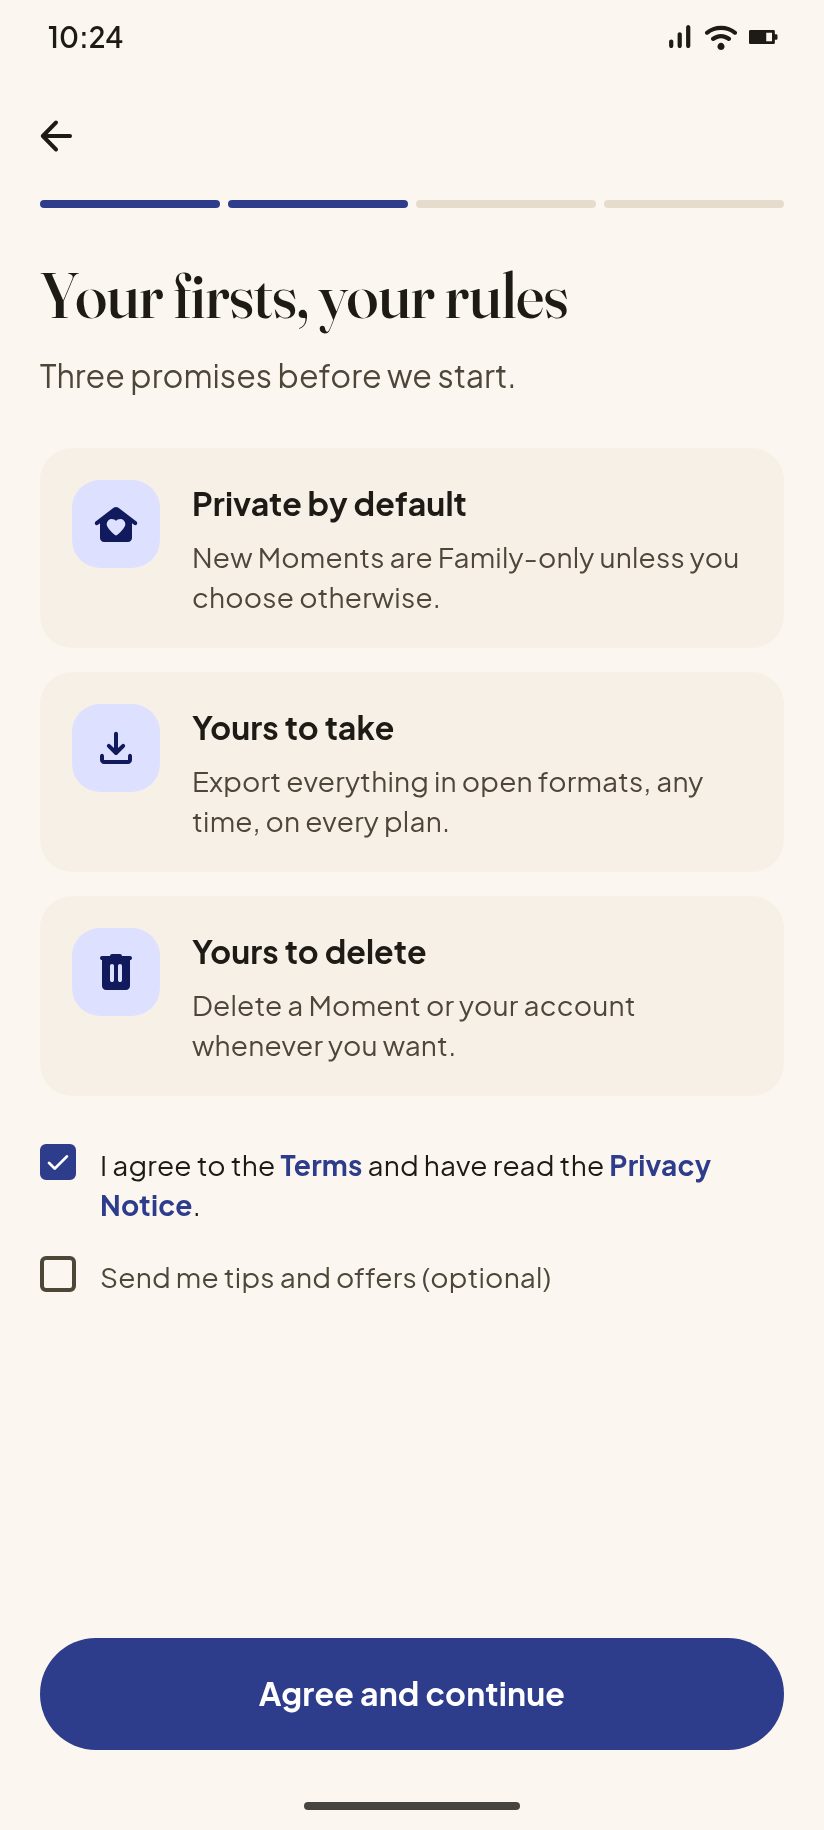 10:24
Your firsts, your rules
Three promises before we start.
Private by default
New Moments are Family-only unless you
choose otherwise.
Yours to take
Export everything in open formats, any
time, on every plan.
Yours to delete
Delete a Moment or your account
whenever you want.
I agree to the Terms and have read the Privacy
Notice.
Send me tips and offers (optional)
Agree and continue